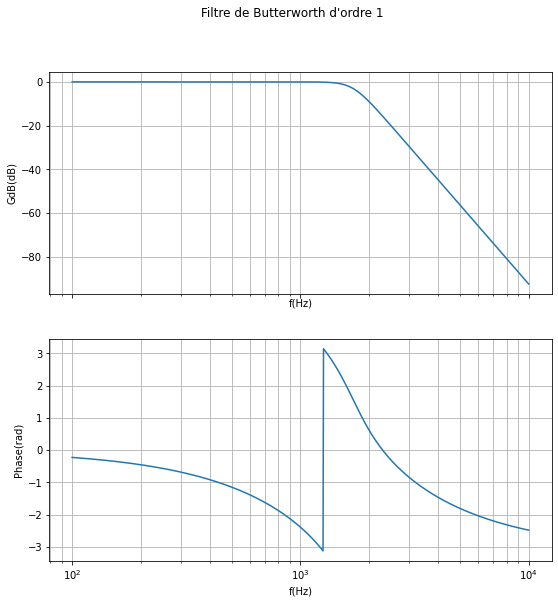 Filtre de Butterworth d'ordre 1
0
−20
−40
−60
−80
GdB(dB)
f(Hz)
3
2
1
0
−1
−2
−3
Phase(rad)
10² 10³ 10⁴
f(Hz)